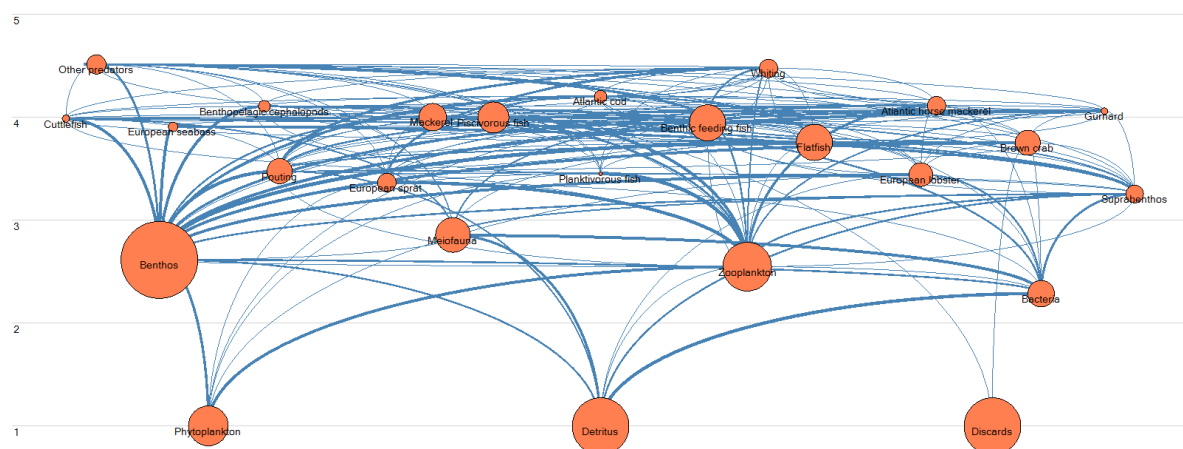 5
Other predators
Whiting
Atlantic cod
Benthopelagic cephalopods
Atlantic horse mackerel
Gurnard
Cuttlefish
4
Mackerel
Piscivorous fish
Benthic feeding fish
European seabass
Flatfish
Brown crab
Pouting
European sprat
Planktivorous fish
European lobster
Suprabenthos
3
Meiofauna
Benthos
Zooplankton
Bacteria
2
1
Phytoplankton
Detritus
Discards